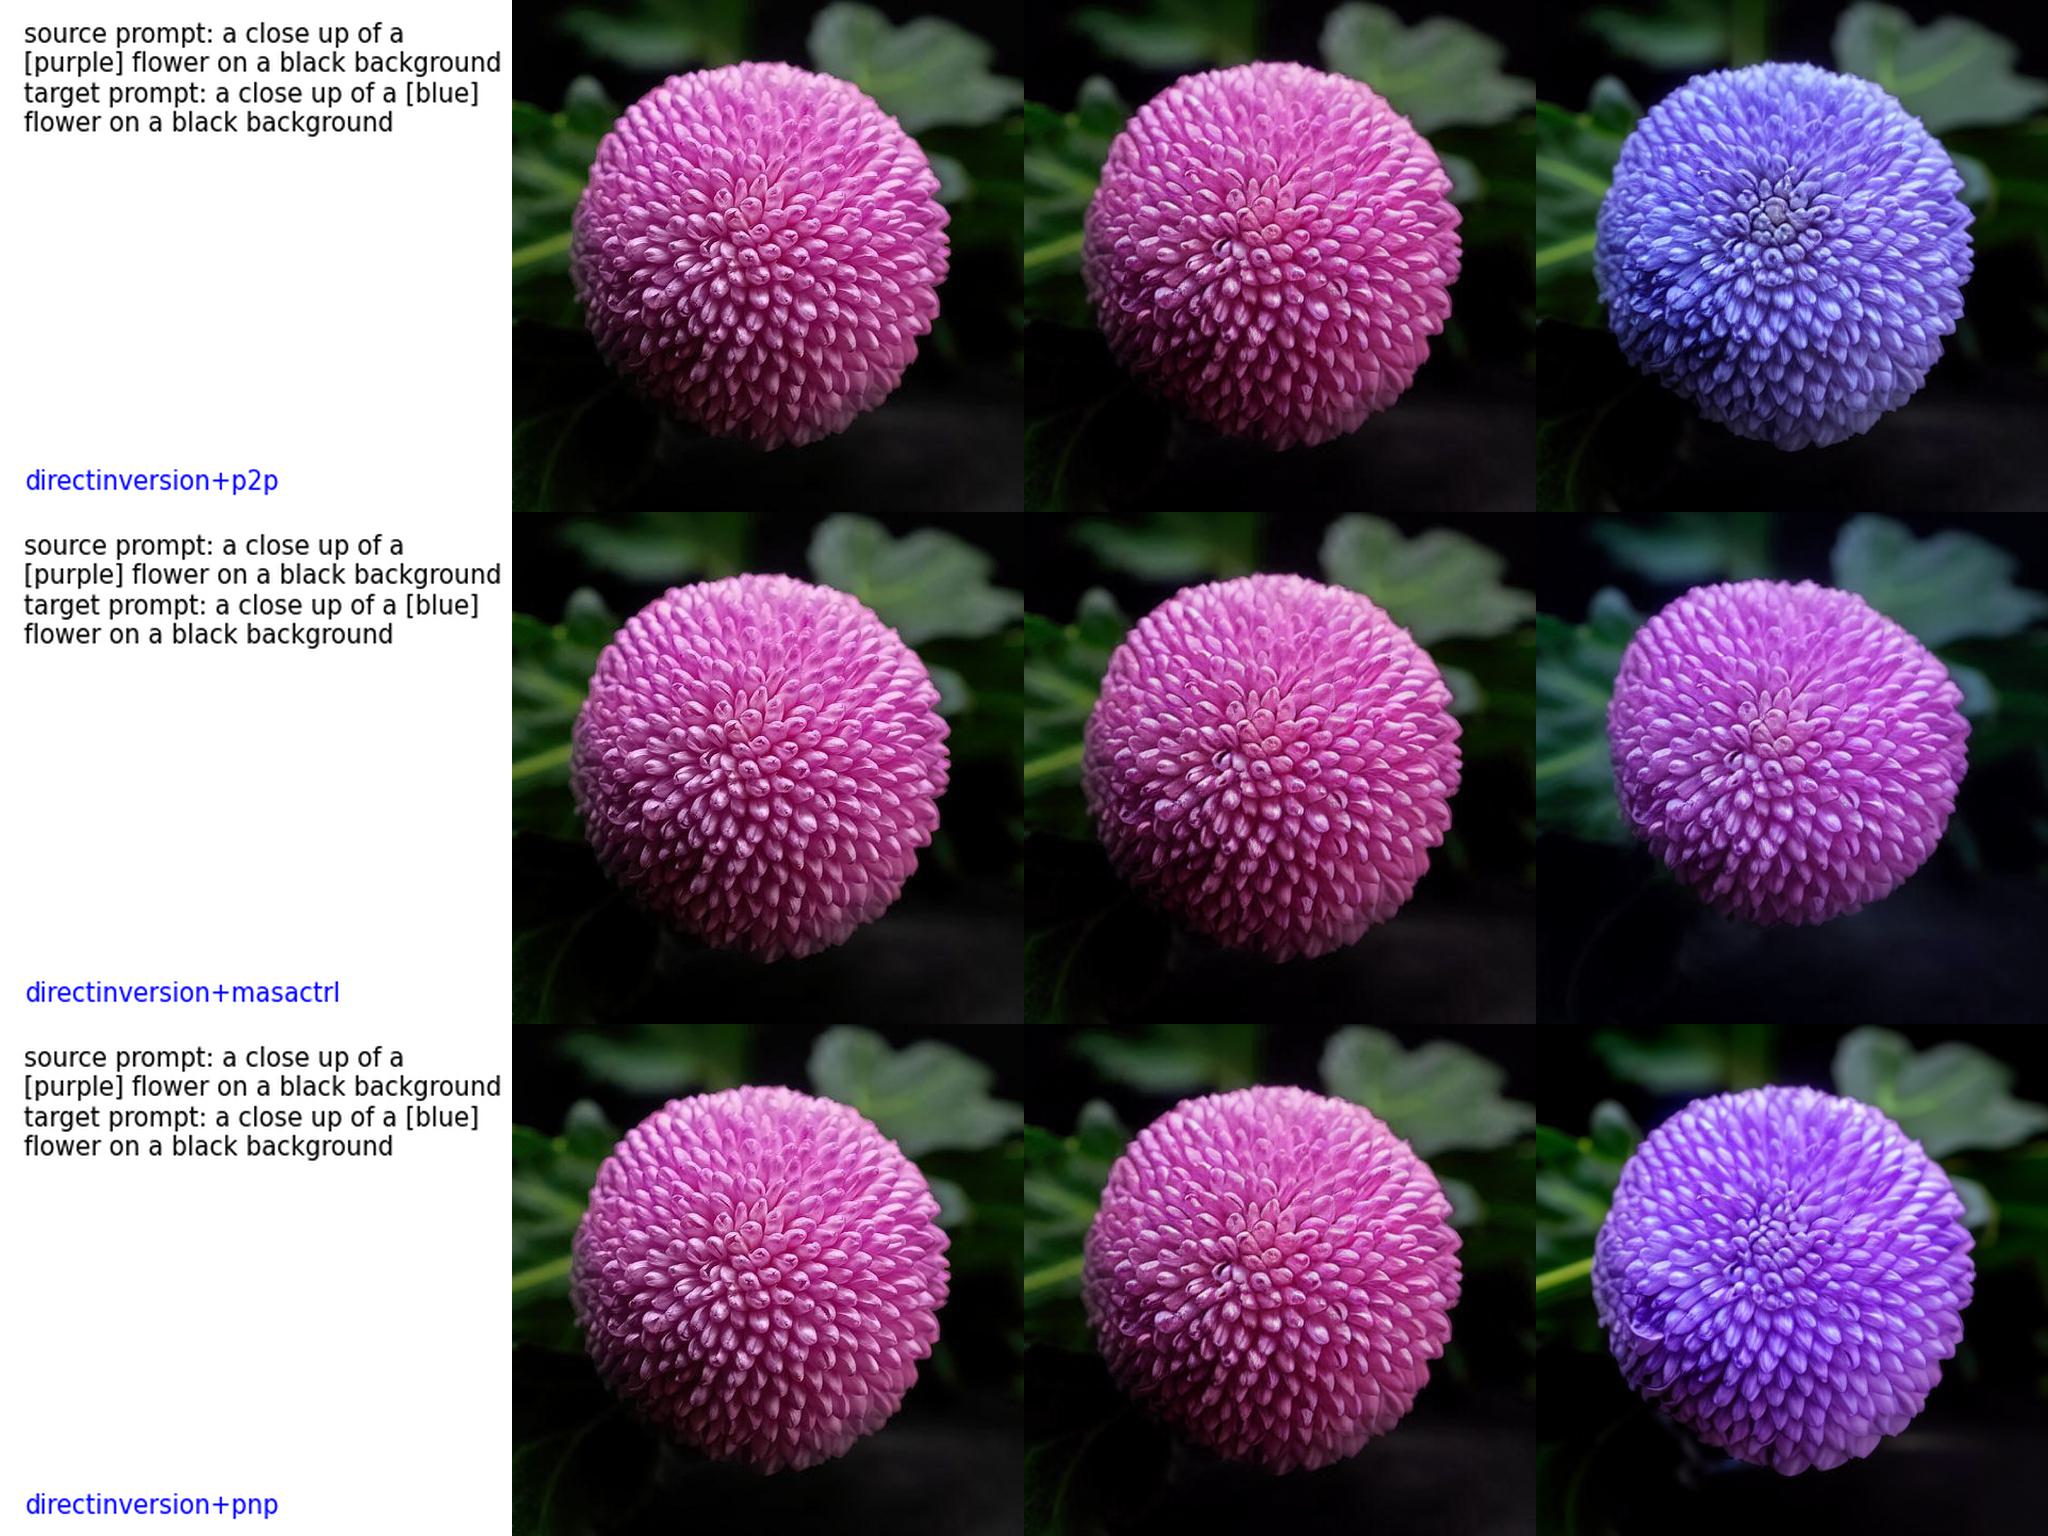 source prompt: a close up of a
[purple] flower on a black background
target prompt: a close up of a [blue]
flower on a black background
directinversion+p2p
source prompt: a close up of a
[purple] flower on a black background
target prompt: a close up of a [blue]
flower on a black background
directinversion+masactrl
source prompt: a close up of a
[purple] flower on a black background
target prompt: a close up of a [blue]
flower on a black background
directinversion+pnp